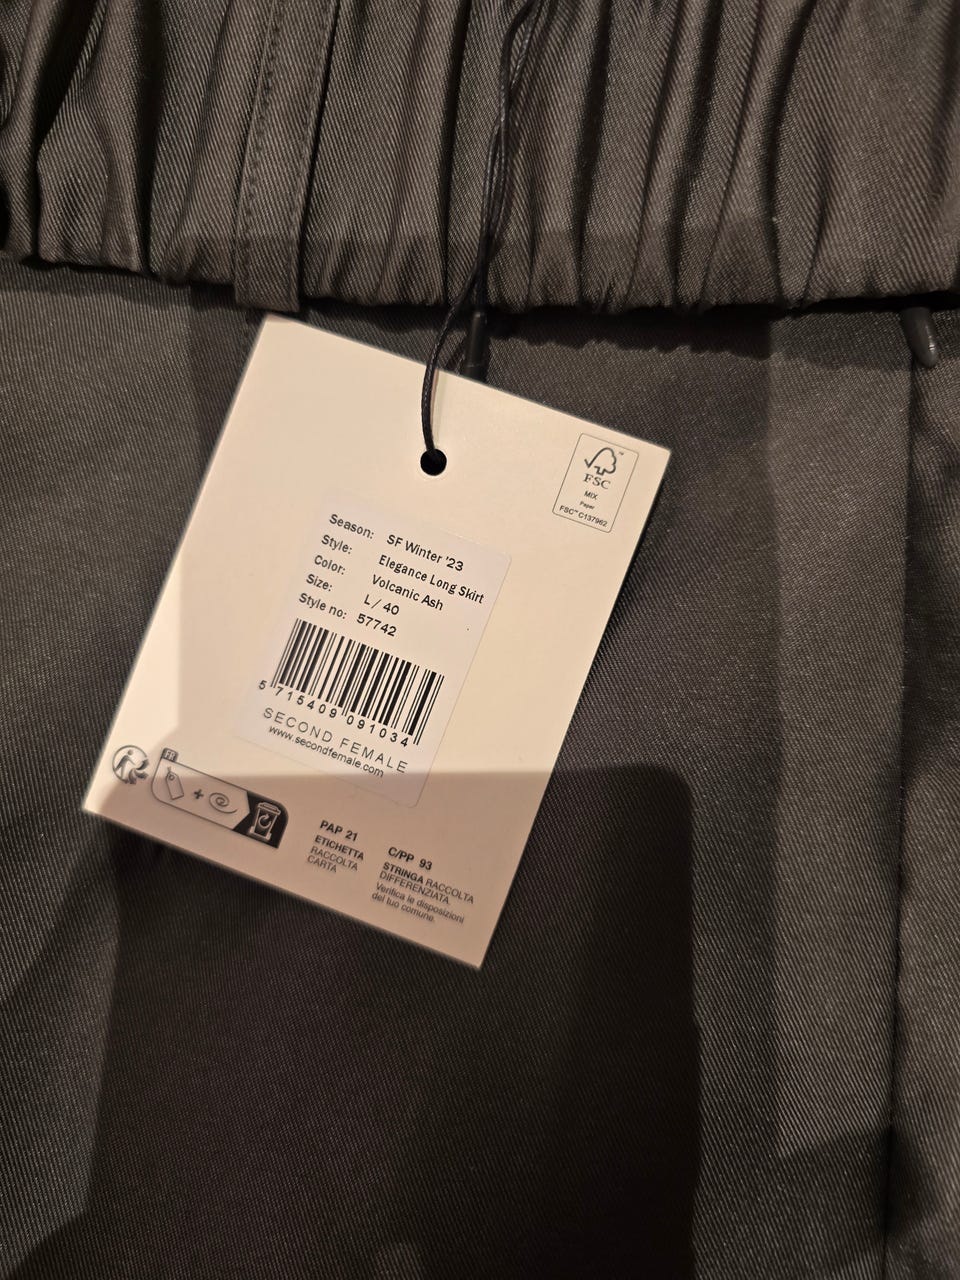 FSC™
MIX
Paper
FSC™ C137962
Season: SF Winter '23
Style: Elegance Long Skirt
Color: Volcanic Ash
Size: L / 40
Style no: 57742
5 715409 091034
SECOND FEMALE
www.secondfemale.com
FR
+
PAP 21
ETICHETTA
RACCOLTA
CARTA
C/PP 93
STRINGA RACCOLTA
DIFFERENZIATA
Verifica le disposizioni
del tuo comune.